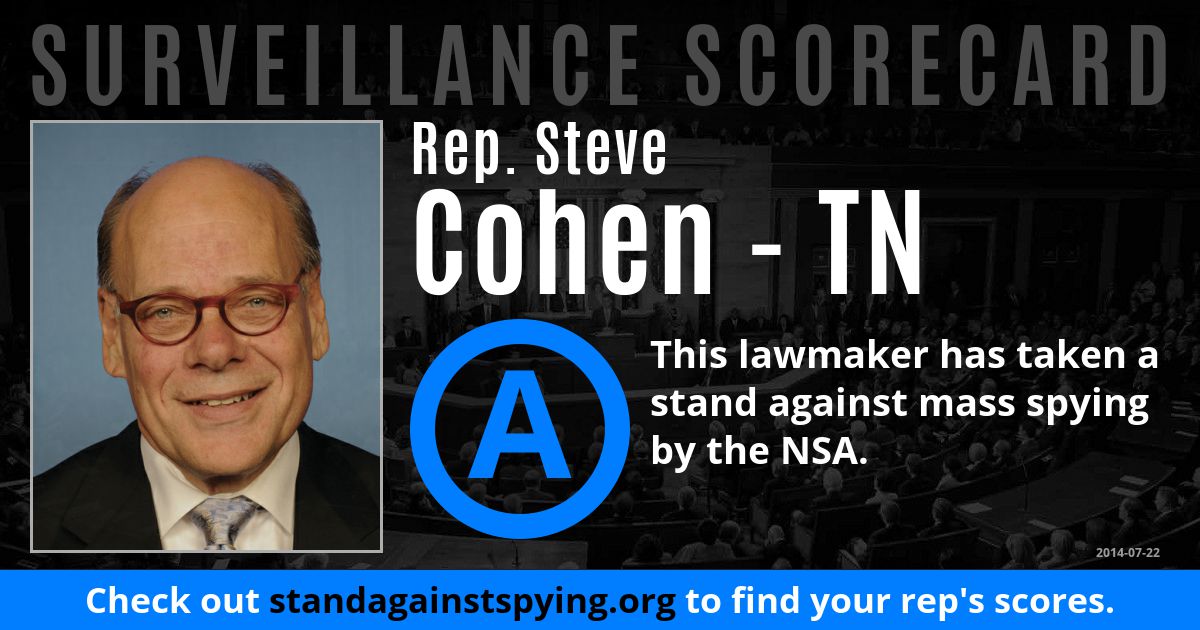 SURVEILLANCE SCORECARD
Rep. Steve
Cohen - TN
A
This lawmaker has taken a
stand against mass spying
by the NSA.
2014-07-22
Check out standagainstspying.org to find your rep's scores.